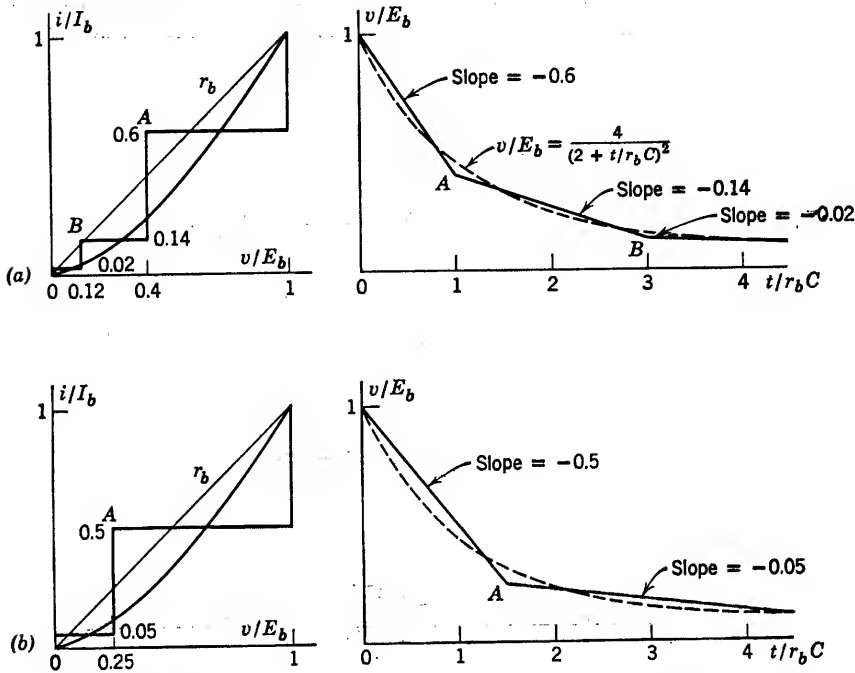 i/I_b
1
r_b
A
0.6
B
0.14
0.02
v/E_b
(a)
0 0.12 0.4 1
v/E_b
1
Slope = −0.6
v/E_b = 4/(2 + t/r_bC)^2
A
Slope = −0.14
Slope = −0.02
B
0 1 2 3 4 t/r_bC
i/I_b
1
r_b
A
0.5
0.05
v/E_b
(b)
0 0.25 1
v/E_b
1
Slope = −0.5
Slope = −0.05
A
0 1 2 3 4 t/r_bC